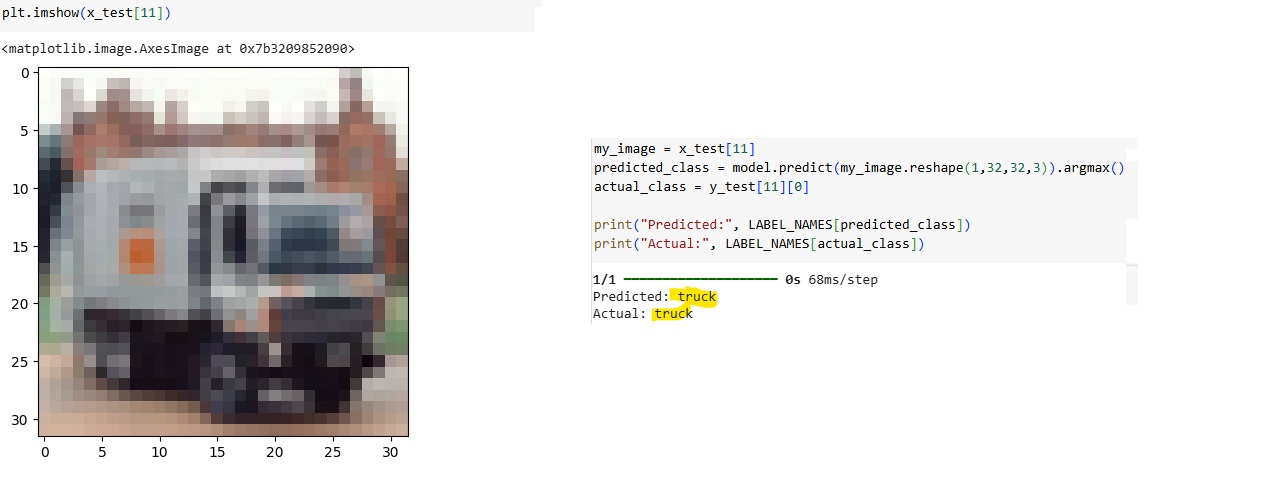 plt.imshow(x_test[11])
<matplotlib.image.AxesImage at 0x7b3209852090>
0
5
10
15
20
25
30
0 5 10 15 20 25 30
my_image = x_test[11]
predicted_class = model.predict(my_image.reshape(1,32,32,3)).argmax()
actual_class = y_test[11][0]
print("Predicted:", LABEL_NAMES[predicted_class])
print("Actual:", LABEL_NAMES[actual_class])
1/1 ━━━━━━━━━━━━━━━━━━━━ 0s 68ms/step
Predicted: truck
Actual: truck